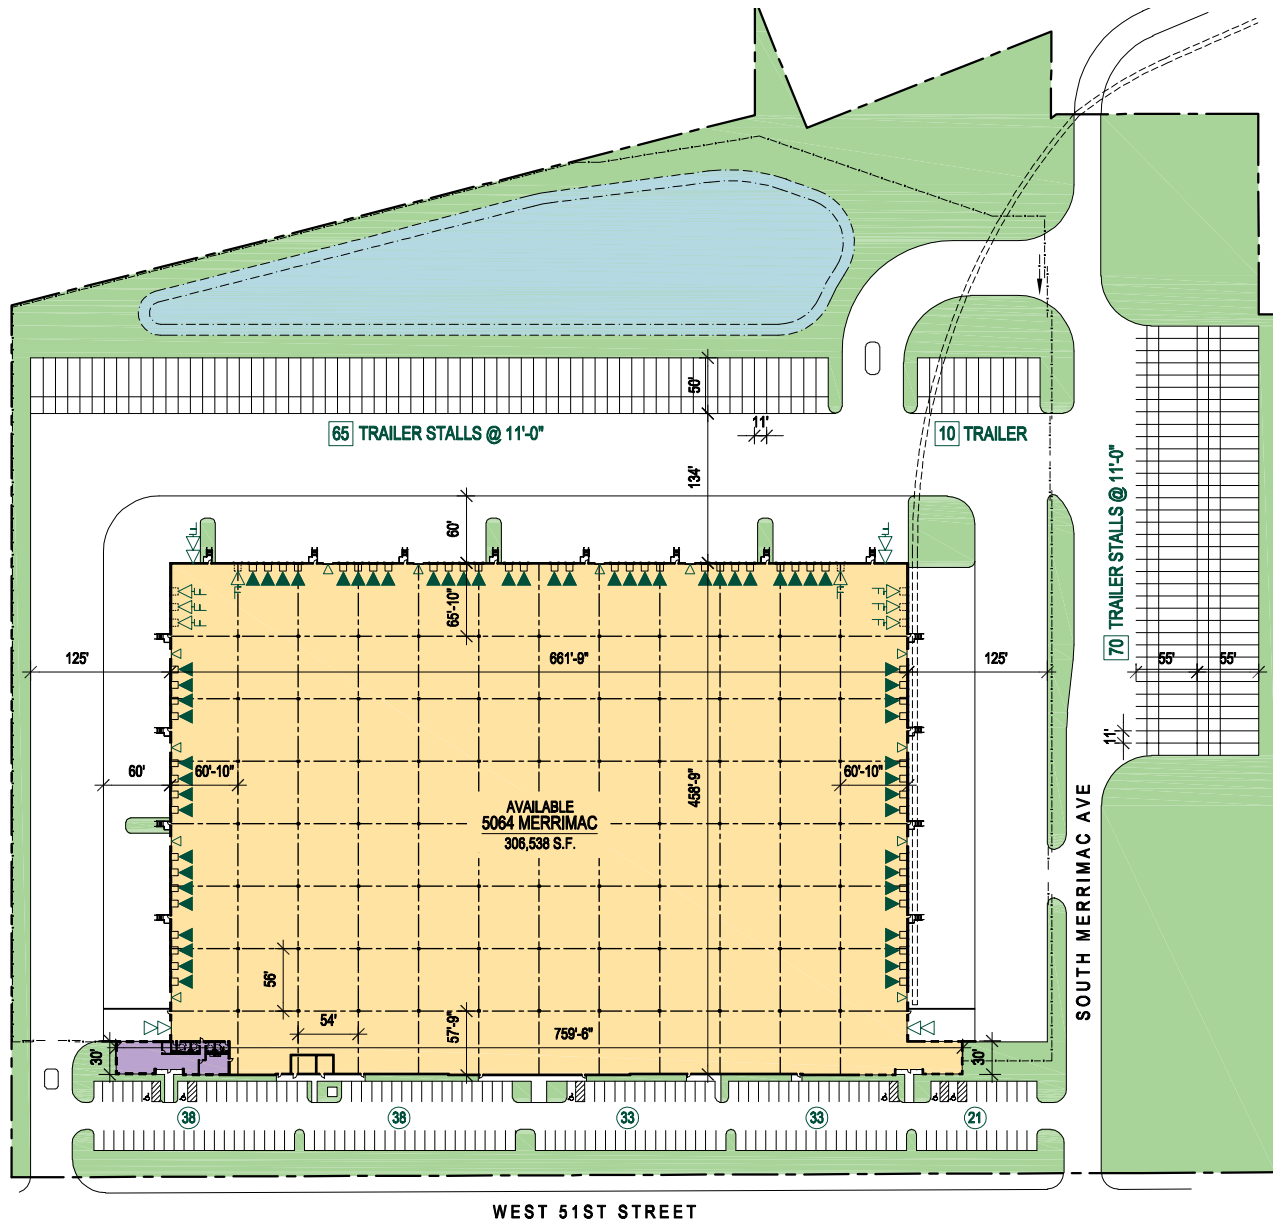 50'
11'
65 TRAILER STALLS @ 11'-0"
10 TRAILER
134'
70 TRAILER STALLS @ 11'-0"
60'
F
F
F
F
F
F
F
F
F
F
65'-10"
125'
661'-9"
125'
55'
55'
11'
60'
60'-10"
458'-9"
60'-10"
AVAILABLE
5064 MERRIMAC
306,538 S.F.
SOUTH MERRIMAC AVE
56'
54'
57'-9"
759'-6"
30'
30'
38
38
33
33
21
WEST 51ST STREET